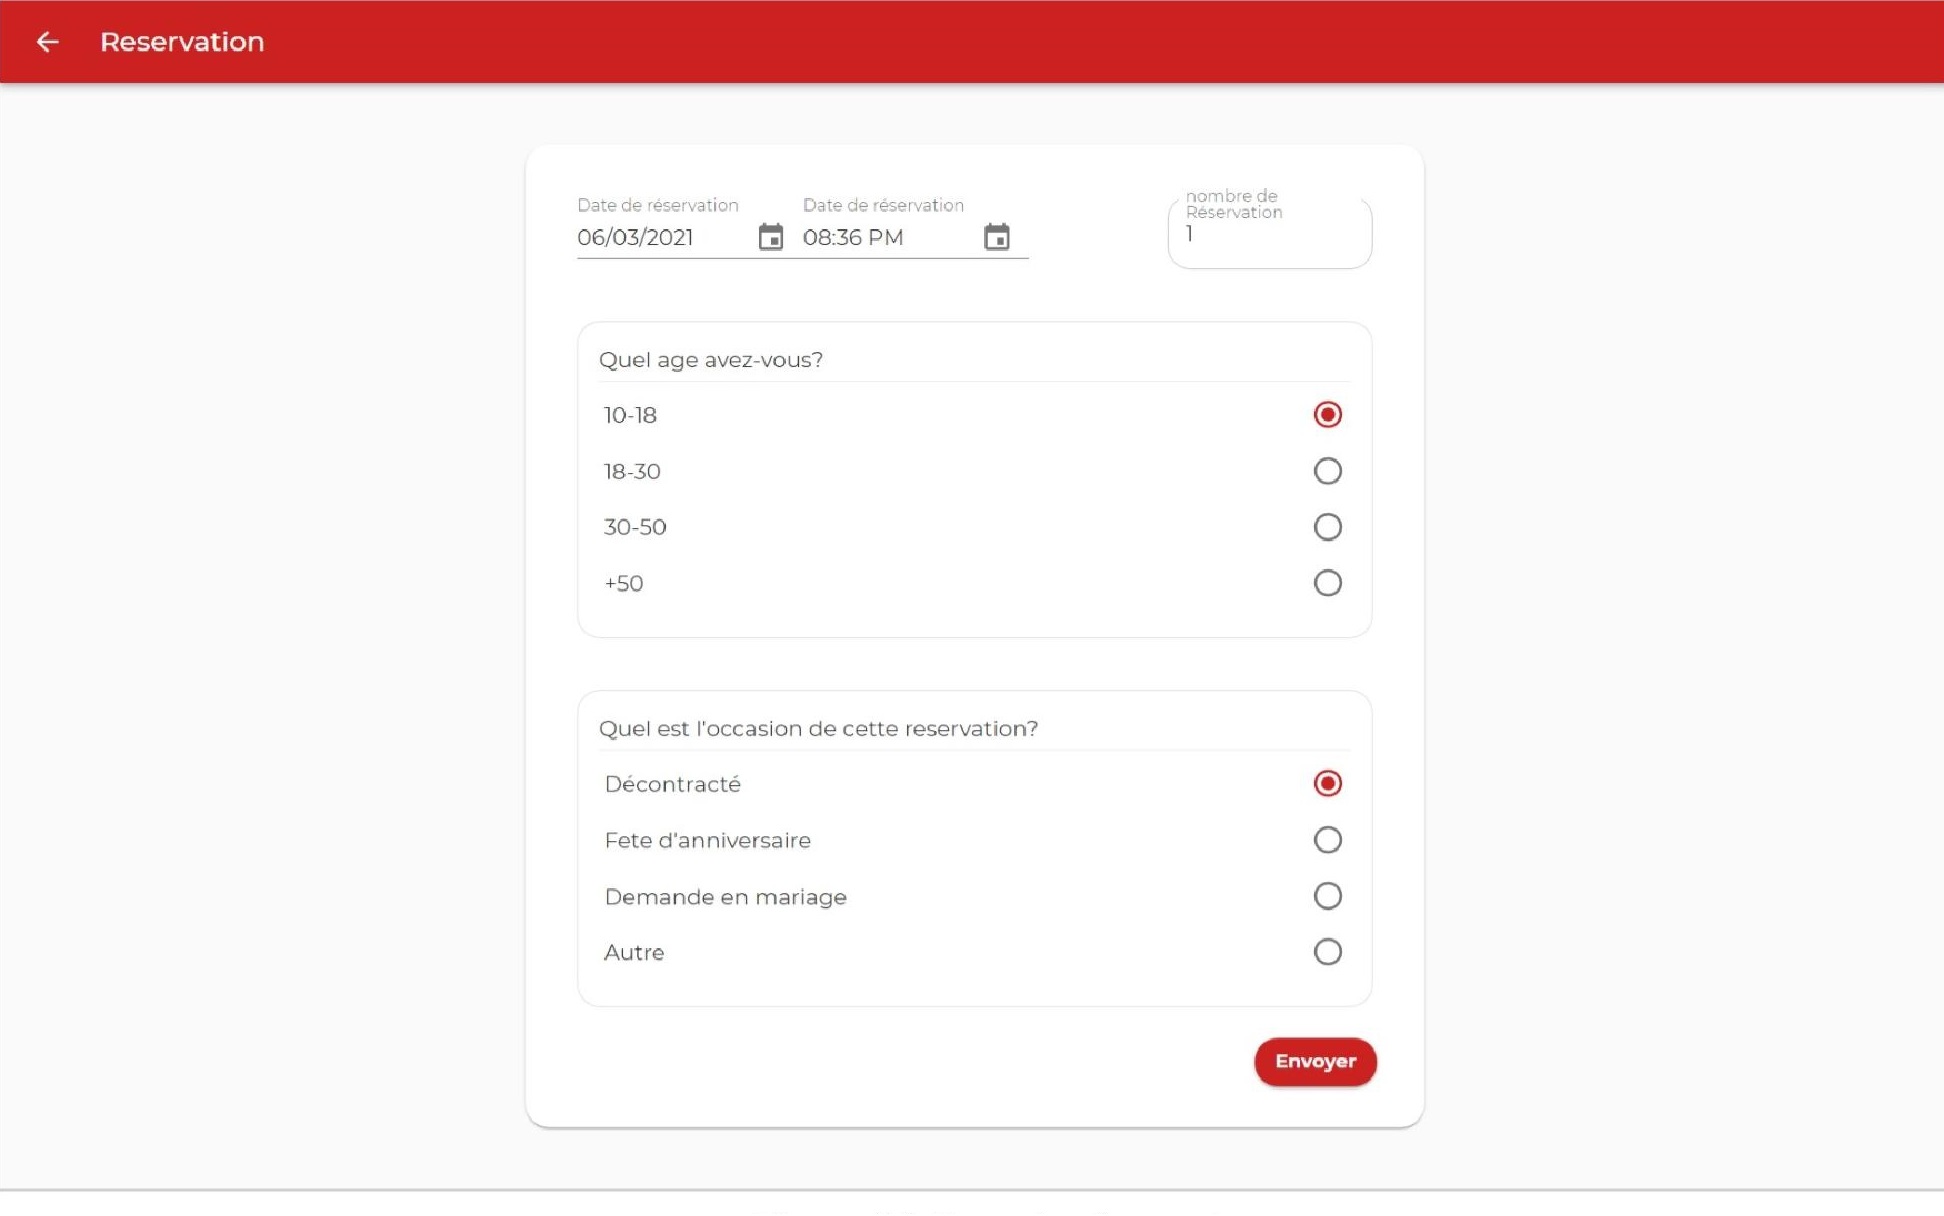 Reservation
Date de réservation
06/03/2021
Date de réservation
08:36 PM
nombre de
Réservation
1
Quel age avez-vous?
10-18
18-30
30-50
+50
Quel est l'occasion de cette reservation?
Décontracté
Fete d'anniversaire
Demande en mariage
Autre
Envoyer